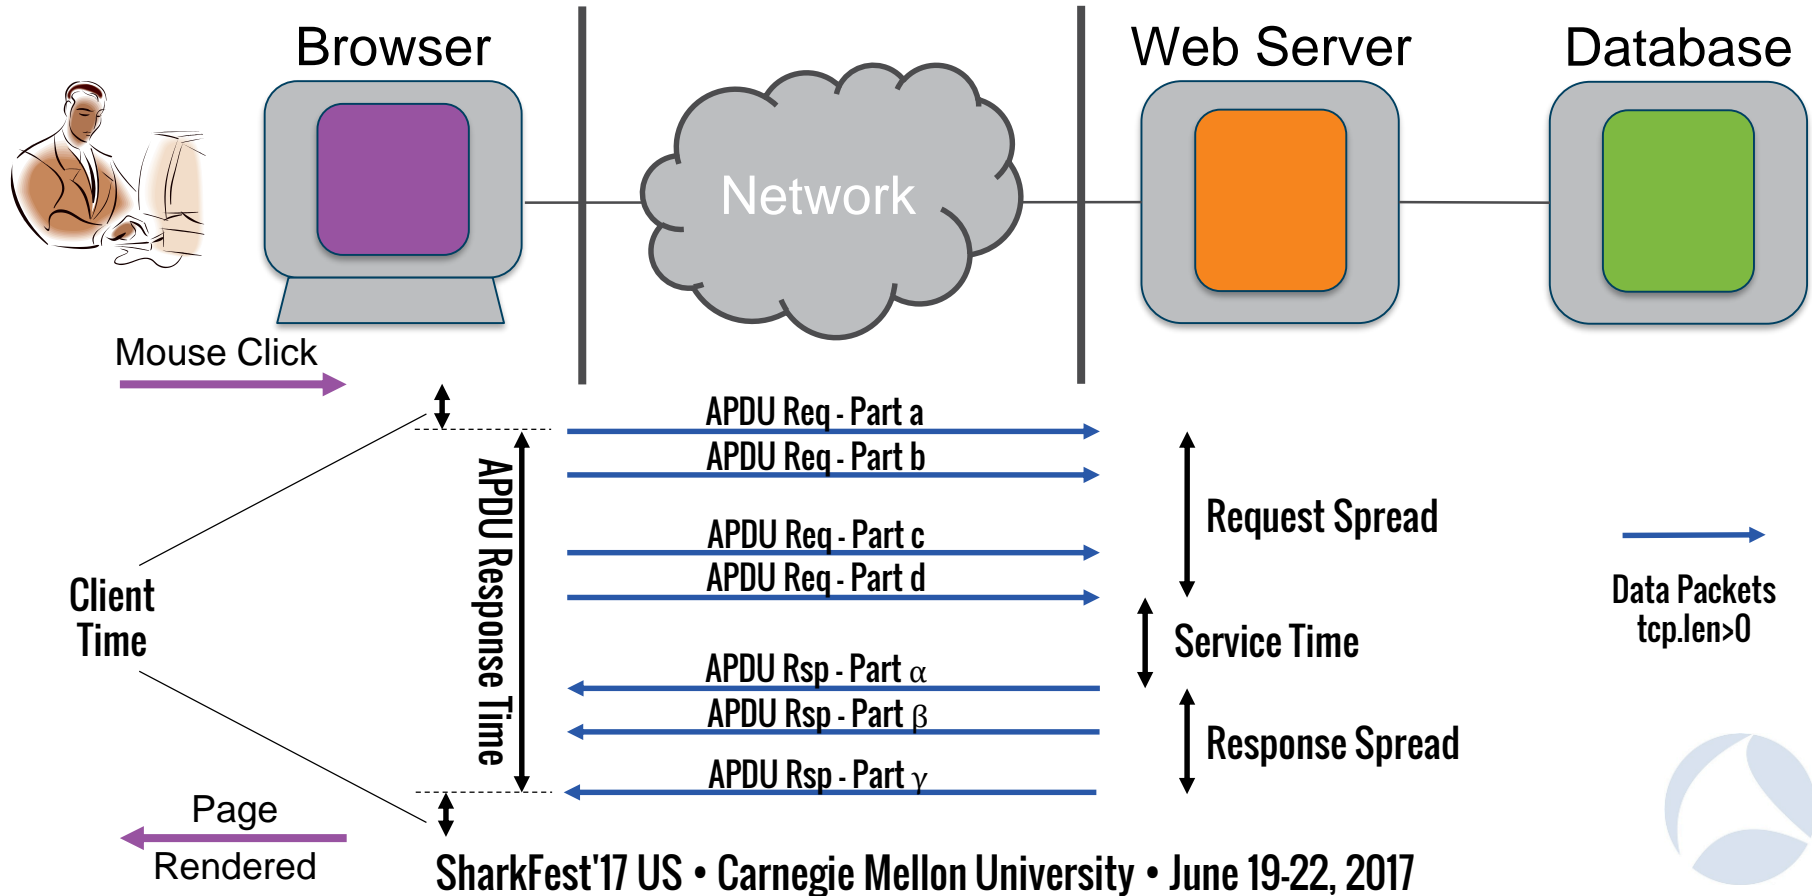 Browser
Web Server
Database
Network
Mouse Click
APDU Req - Part a
APDU Req - Part b
APDU Req - Part c
APDU Req - Part d
APDU Response Time
Request Spread
Client
Time
Service Time
Data Packets
tcp.len>0
APDU Rsp - Part α
APDU Rsp - Part β
APDU Rsp - Part γ
Response Spread
Page
Rendered
SharkFest'17 US • Carnegie Mellon University • June 19-22, 2017